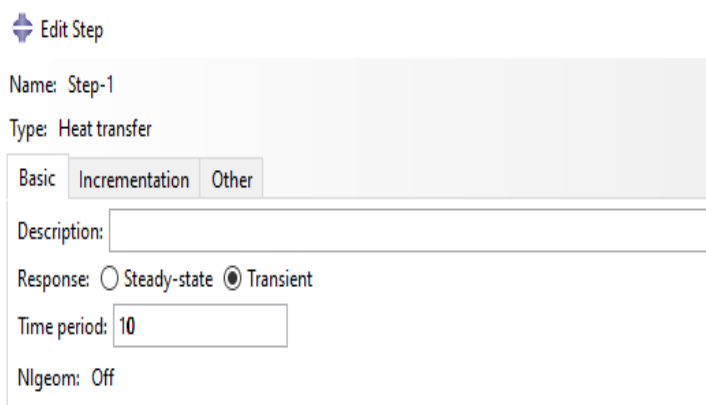 Edit Step
Name: Step-1
Type: Heat transfer
Basic Incrementation Other
Description:
Response: Steady-state Transient
Time period: 10
Nlgeom: Off